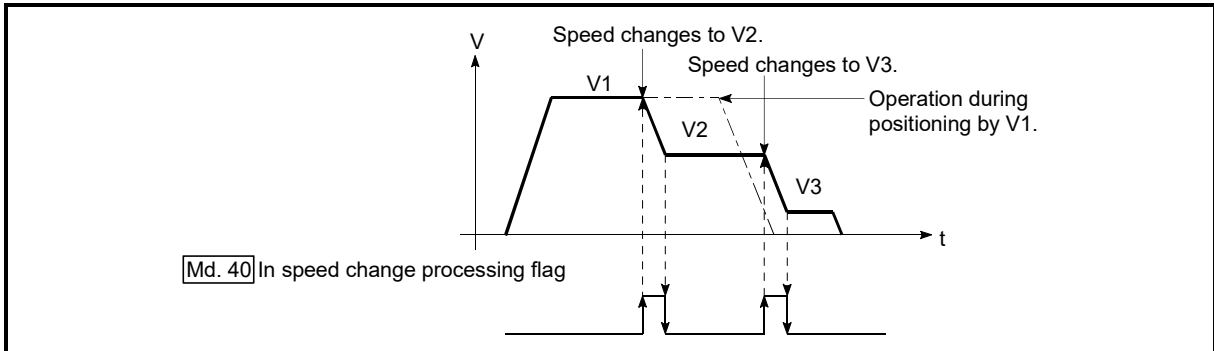 V
Speed changes to V2.
Speed changes to V3.
V1
Operation during
positioning by V1.
V2
V3
t
Md. 40 In speed change processing flag